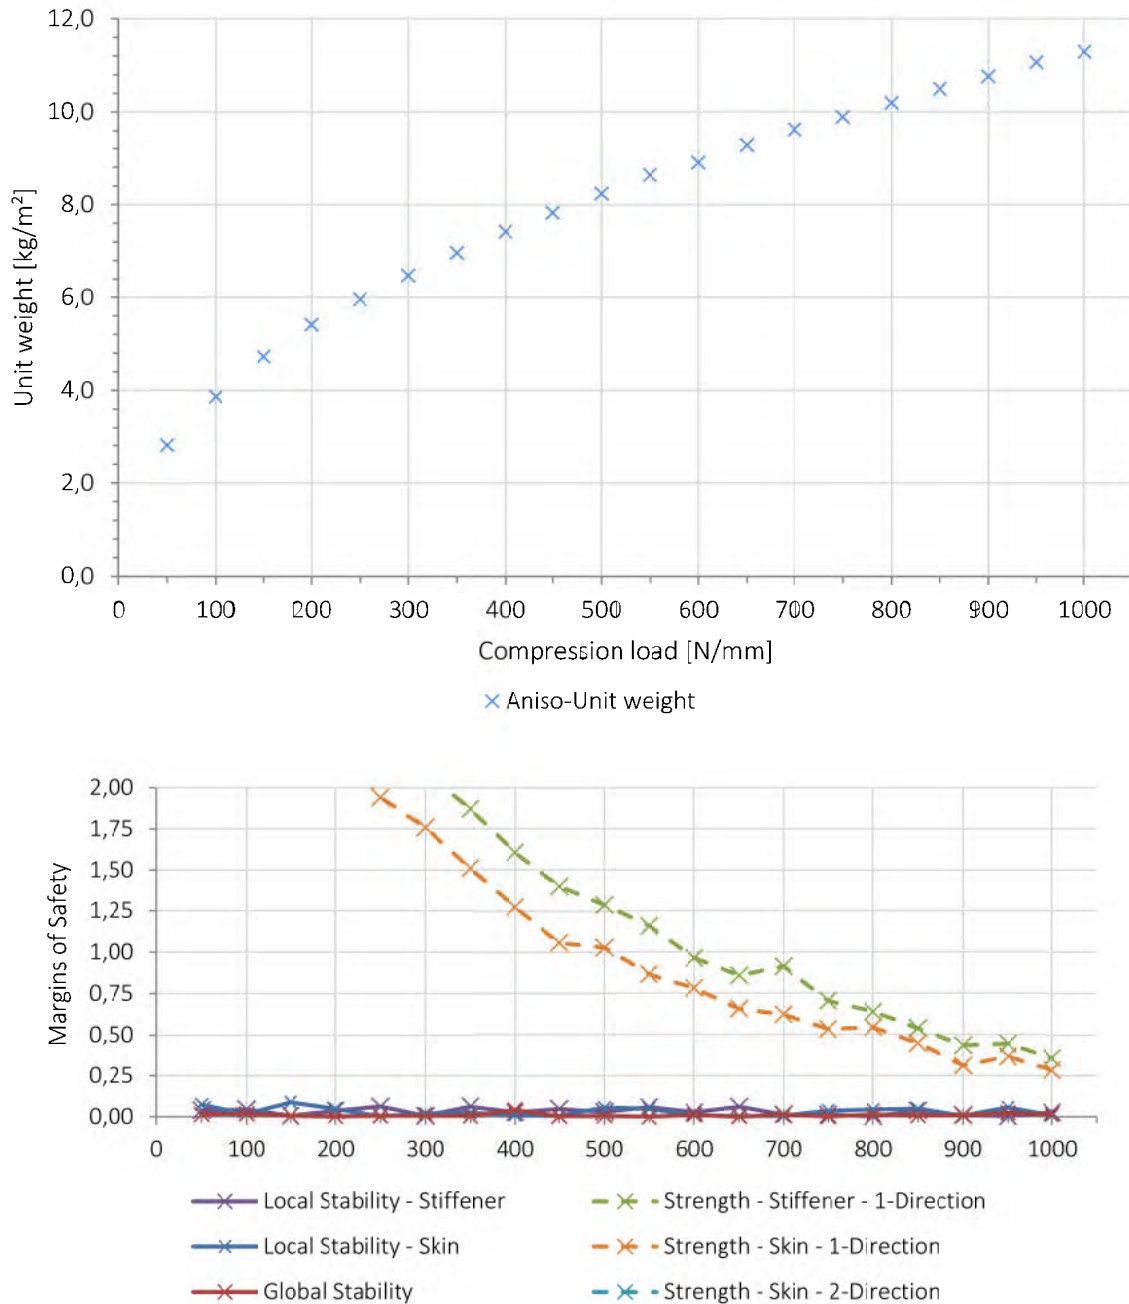 12,0
10,0
8,0
6,0
4,0
2,0
0,0
Unit weight [kg/m²]
0 100 200 300 400 500 600 700 800 900 1000
Compression load [N/mm]
Aniso-Unit weight
2,00
1,75
1,50
1,25
1,00
0,75
0,50
0,25
0,00
Margins of Safety
0 100 200 300 400 500 600 700 800 900 1000
Local Stability - Stiffener Strength - Stiffener - 1-Direction
Local Stability - Skin Strength - Skin - 1-Direction
Global Stability Strength - Skin - 2-Direction